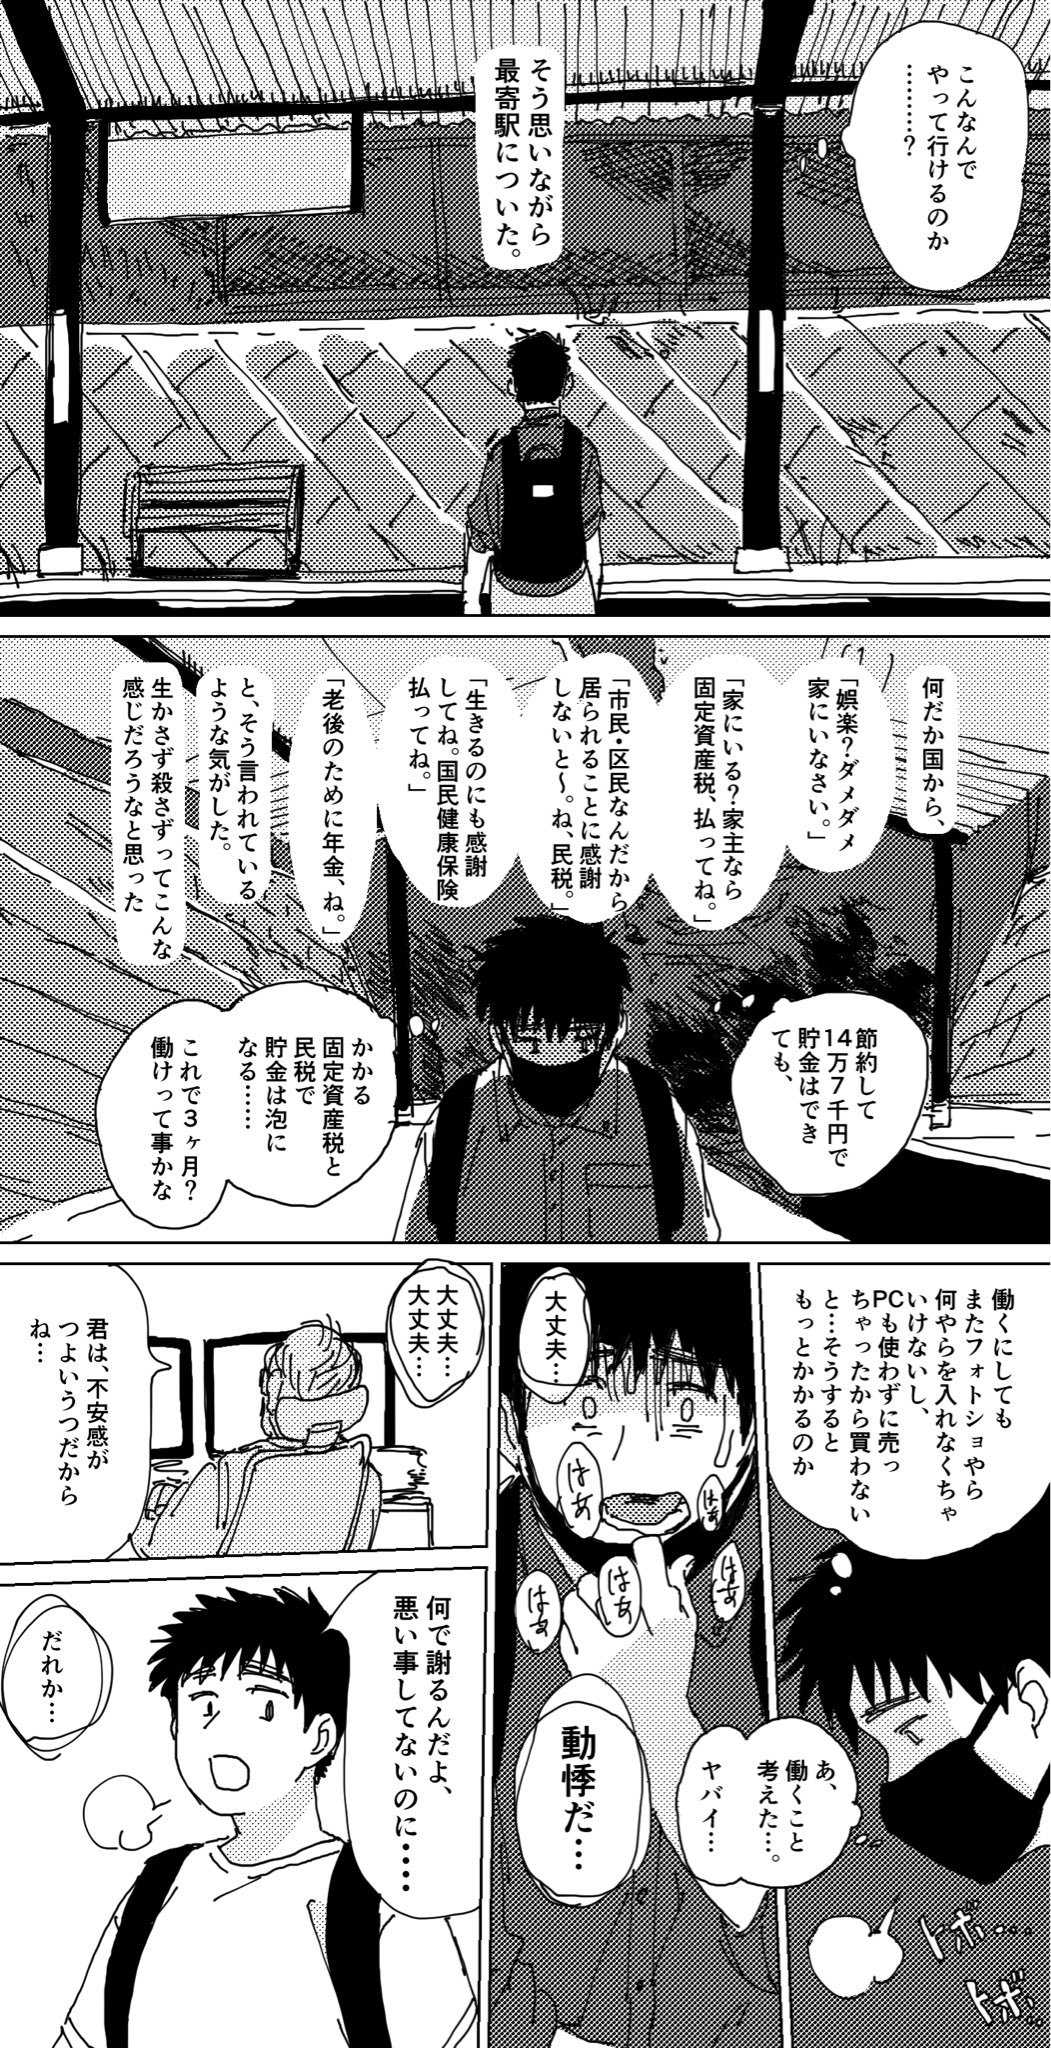 こんなんで
やって行けるのか
…………？
そう思いながら
最寄駅についた。
何だか国から、
「娯楽？ダメダメ
家にいなさい。」
「家にいる？家主なら
固定資産税、払ってね。」
「市民・区民なんだから
居られることに感謝
しないと～。ね、民税。」
「生きるのにも感謝
してね。国民健康保険
払ってね。」
「老後のために年金、ね。」
と、そう言われている
ような気がした。
生かさず殺さずってこんな
感じだろうなと思った
節約して
14万7千円で
貯金はでき
ても、
かかる
固定資産税と
民税で
貯金は泡に
なる……
これで3ヶ月？
働けって事かな
働くにしても
またフォトショやら
何やらを入れなくちゃ
いけないし、
PCも使わずに売っ
ちゃったから買わない
と…そうすると
もっとかかるのか
あ、
働くこと
考えた…。
ヤバイ…
トボ…
トボ…
大丈夫…
はあ
はあ
はあ
はあ
はあ
動悸だ…
大丈夫…
大丈夫…
君は、不安感が
つよいうつだから
ね…
何で謝るんだよ、
悪い事してないのに……
だれか…